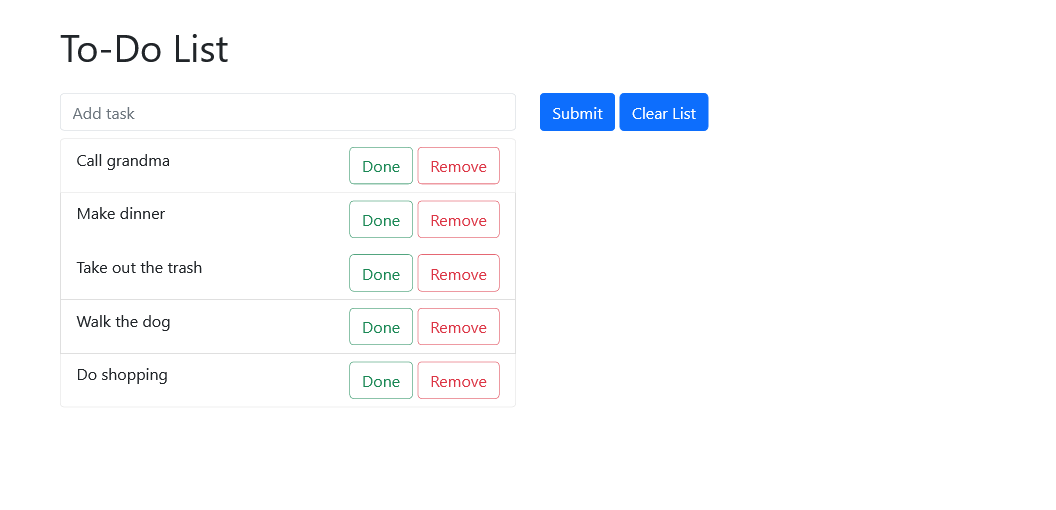 To-Do List
Add task Submit Clear List
Call grandma Done Remove
Make dinner Done Remove
Take out the trash Done Remove
Walk the dog Done Remove
Do shopping Done Remove